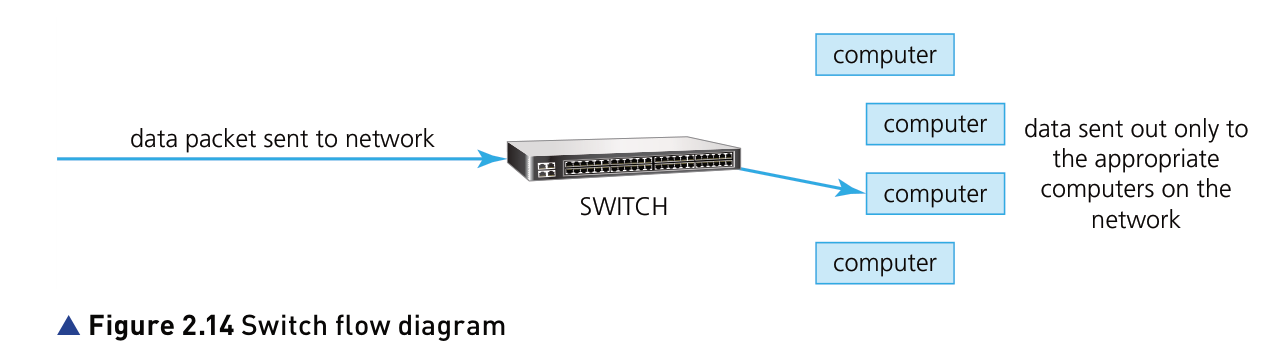 computer
data packet sent to network
computer
data sent out only to
the appropriate
computers on the
network
computer
SWITCH
computer
▲ Figure 2.14 Switch flow diagram